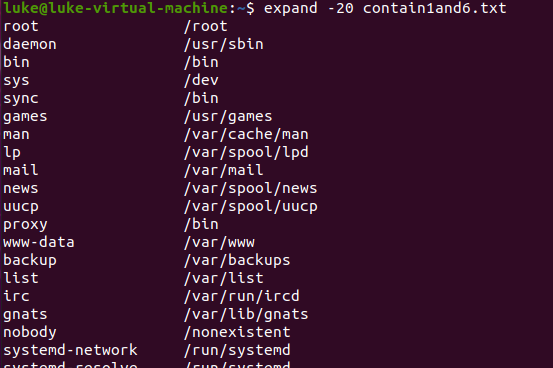 luke@luke-virtual-machine:~$ expand -20 contain1and6.txt
root                /root
daemon              /usr/sbin
bin                 /bin
sys                 /dev
sync                /bin
games               /usr/games
man                 /var/cache/man
lp                  /var/spool/lpd
mail                /var/mail
news                /var/spool/news
uucp                /var/spool/uucp
proxy               /bin
www-data            /var/www
backup              /var/backups
list                /var/list
irc                 /var/run/ircd
gnats               /var/lib/gnats
nobody              /nonexistent
systemd-network     /run/systemd
systemd-resolve     /run/systemd